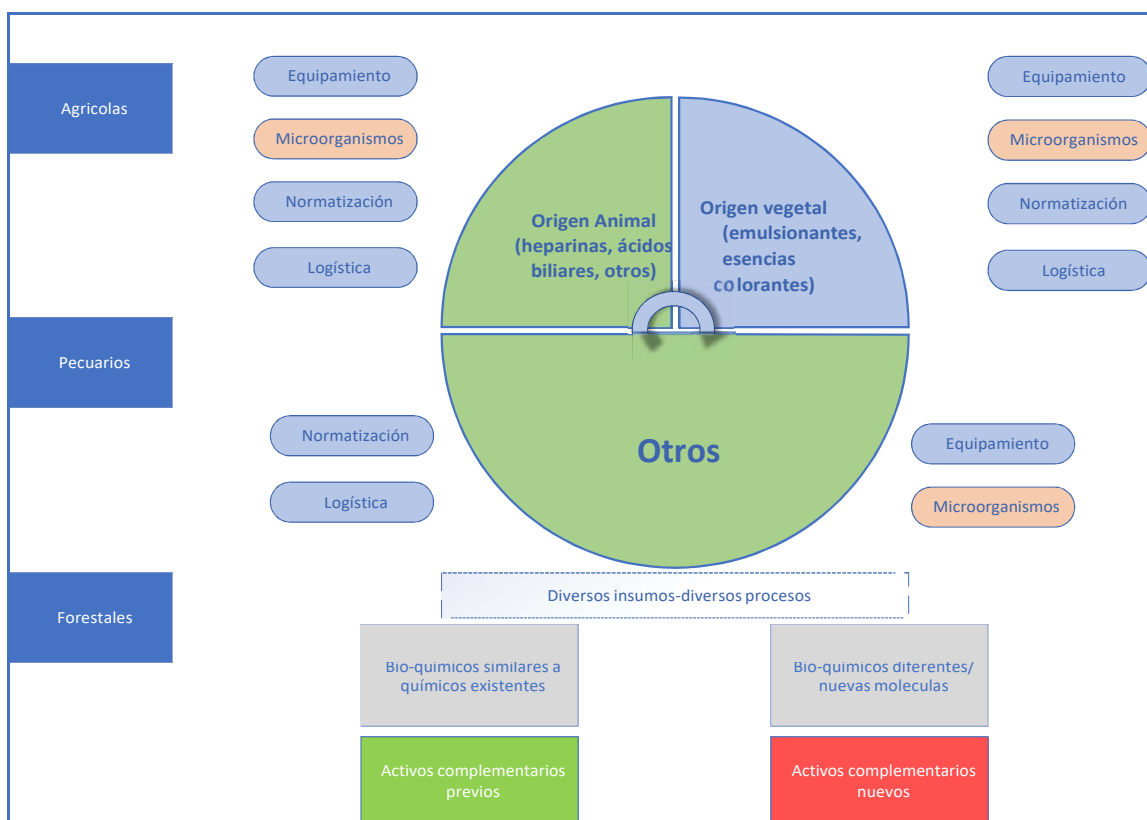 Equipamiento
Equipamiento
Agricolas
Microorganismos
Microorganismos
Normatización
Normatización
Origen Animal
(heparinas, ácidos
biliares, otros)
Origen vegetal
(emulsionantes,
esencias
colorantes)
Logística
Logística
Pecuarios
Normatización
Otros
Equipamiento
Logística
Microorganismos
Forestales
Diversos insumos-diversos procesos
Bio-quimicos similares a
químicos existentes
Bio-quimicos diferentes/
nuevas moleculas
Activos complementarios
previos
Activos complementarios
nuevos